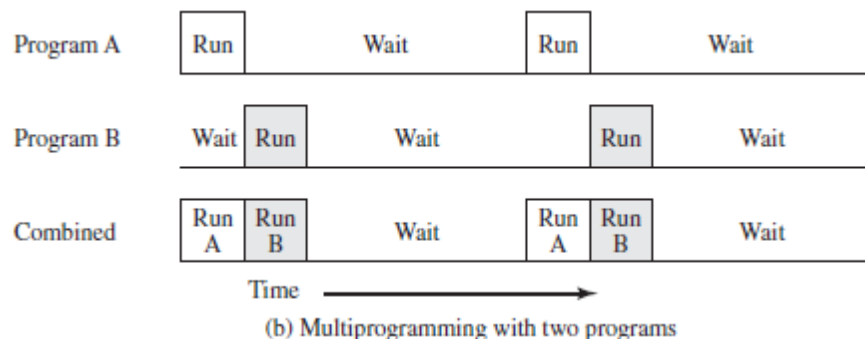 Program A Run Wait Run Wait
Program B Wait Run Wait Run Wait
Combined Run A Run B Wait Run A Run B Wait
Time
(b) Multiprogramming with two programs